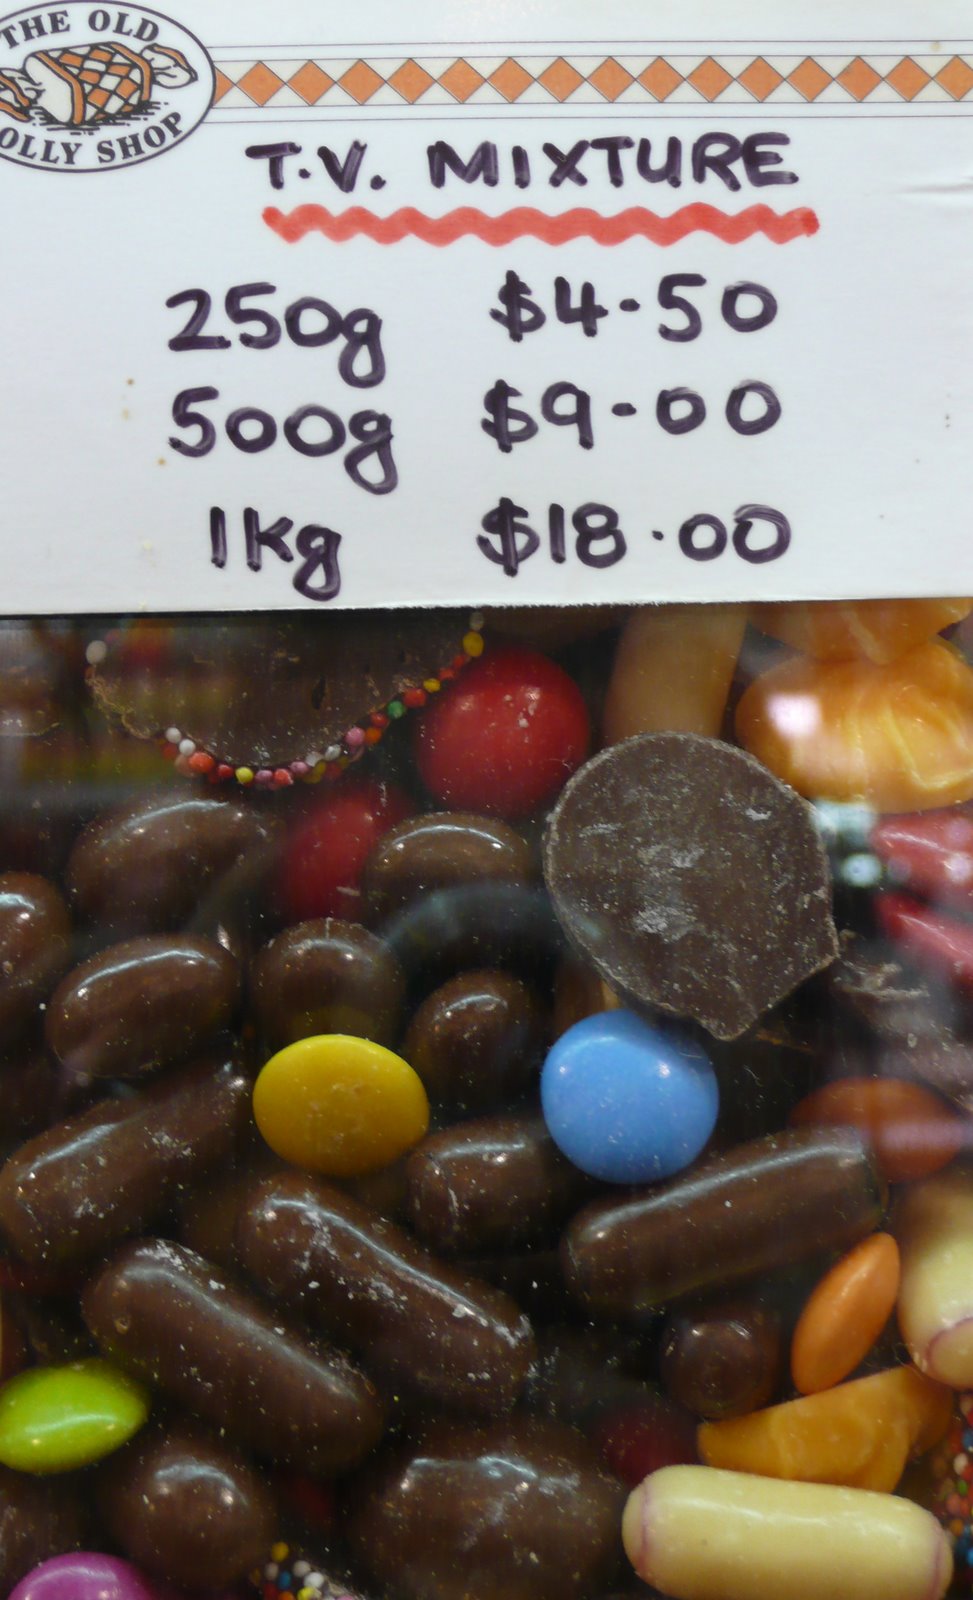 THE OLD
OLLY SHOP
T.V. MIXTURE
250g $4-50
500g $9-00
1kg $18.00